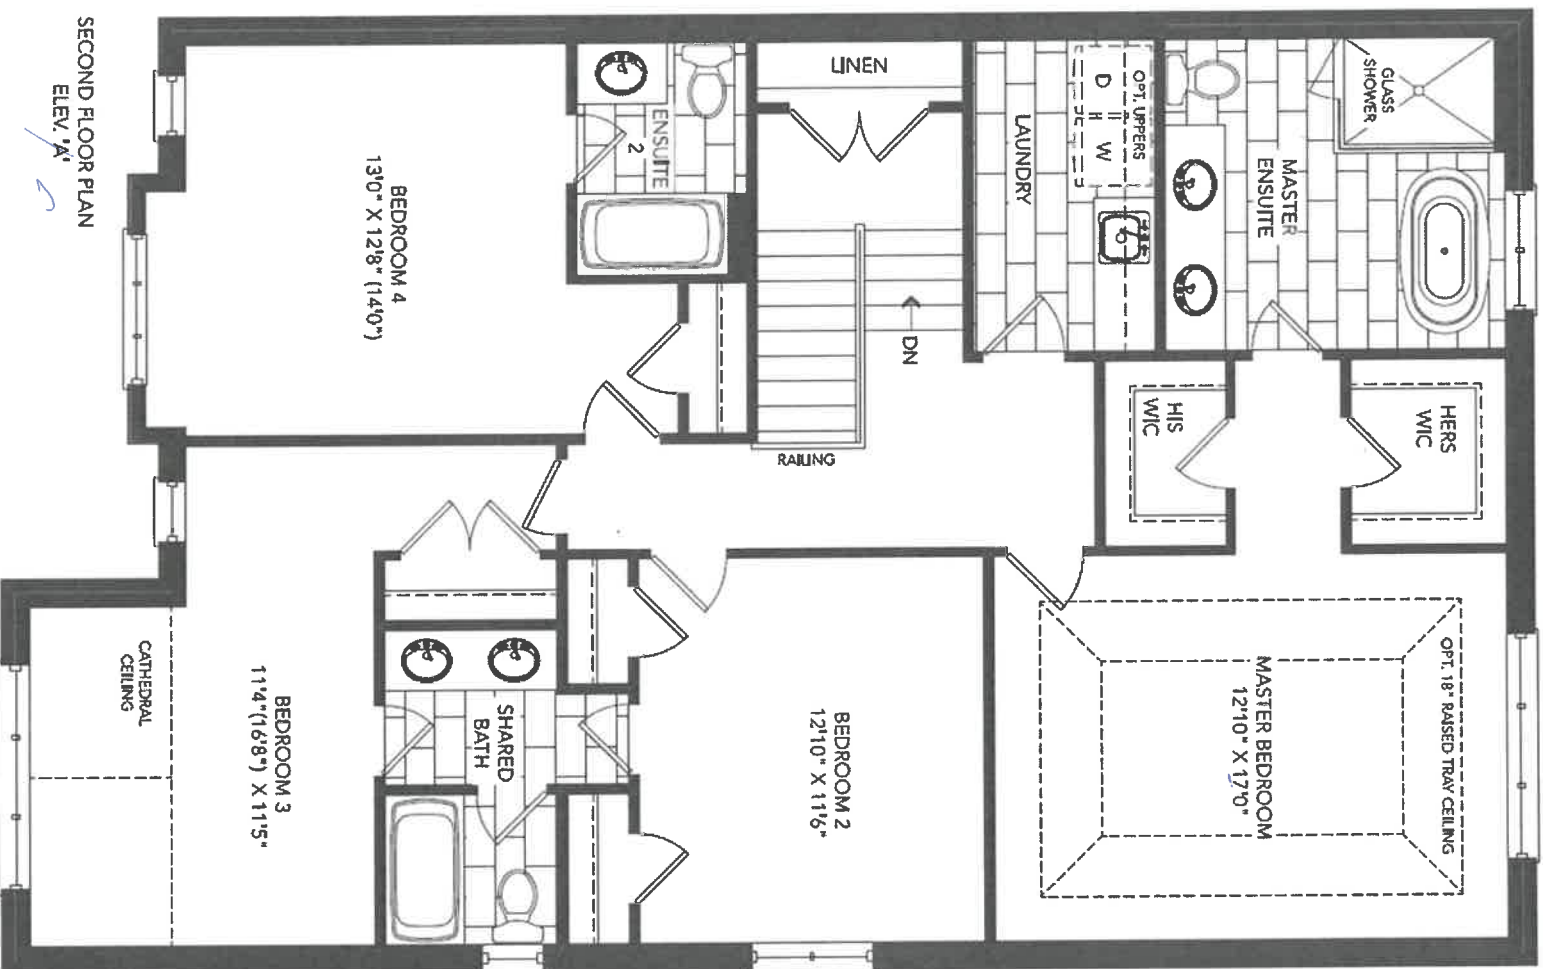 GLASS
SHOWER
MASTER
ENSUITE
OPT. UPPERS
D W
LAUNDRY
LINEN
ENSUITE
2
HERS
WIC
HIS
WIC
DN
RAILING
BEDROOM 4
13'0" X 12'8" (14'0")
OPT. 18" RAISED TRAY CEILING
MASTER BEDROOM
12'10" X 17'0"
BEDROOM 2
12'10" X 11'6"
SHARED
BATH
BEDROOM 3
11'4"(16'8") X 11'5"
CATHEDRAL
CEILING
SECOND FLOOR PLAN
ELEV. 'A'